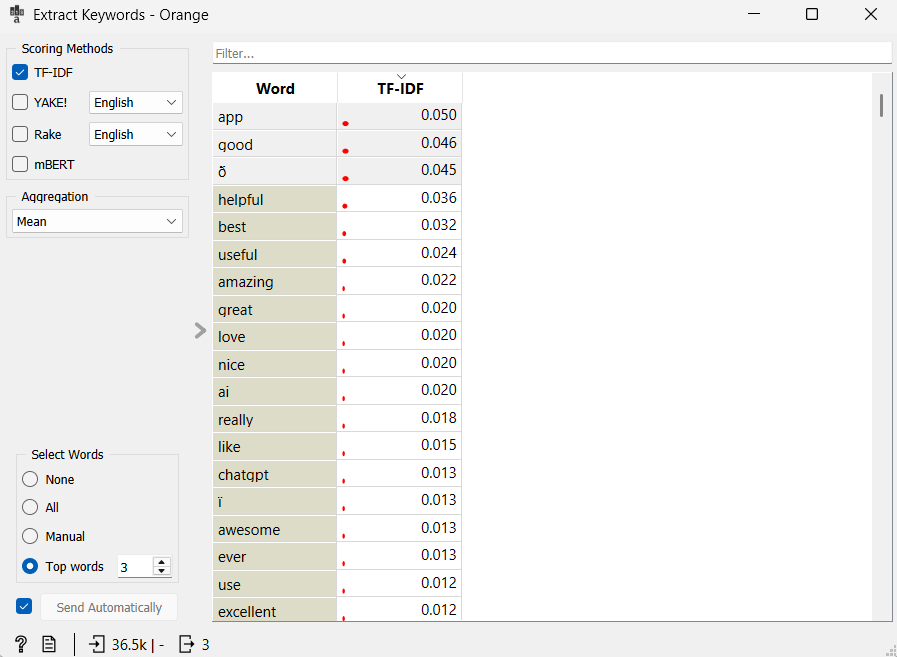 Extract Keywords - Orange
Scoring Methods
TF-IDF
YAKE! English
Rake English
mBERT
Aggregation
Mean
Select Words
None
All
Manual
Top words 3
Send Automatically
Filter...
Word TF-IDF
app 0.050
good 0.046
ð 0.045
helpful 0.036
best 0.032
useful 0.024
amazing 0.022
great 0.020
love 0.020
nice 0.020
ai 0.020
really 0.018
like 0.015
chatgpt 0.013
ï 0.013
awesome 0.013
ever 0.013
use 0.012
excellent 0.012
? 36.5k | - 3